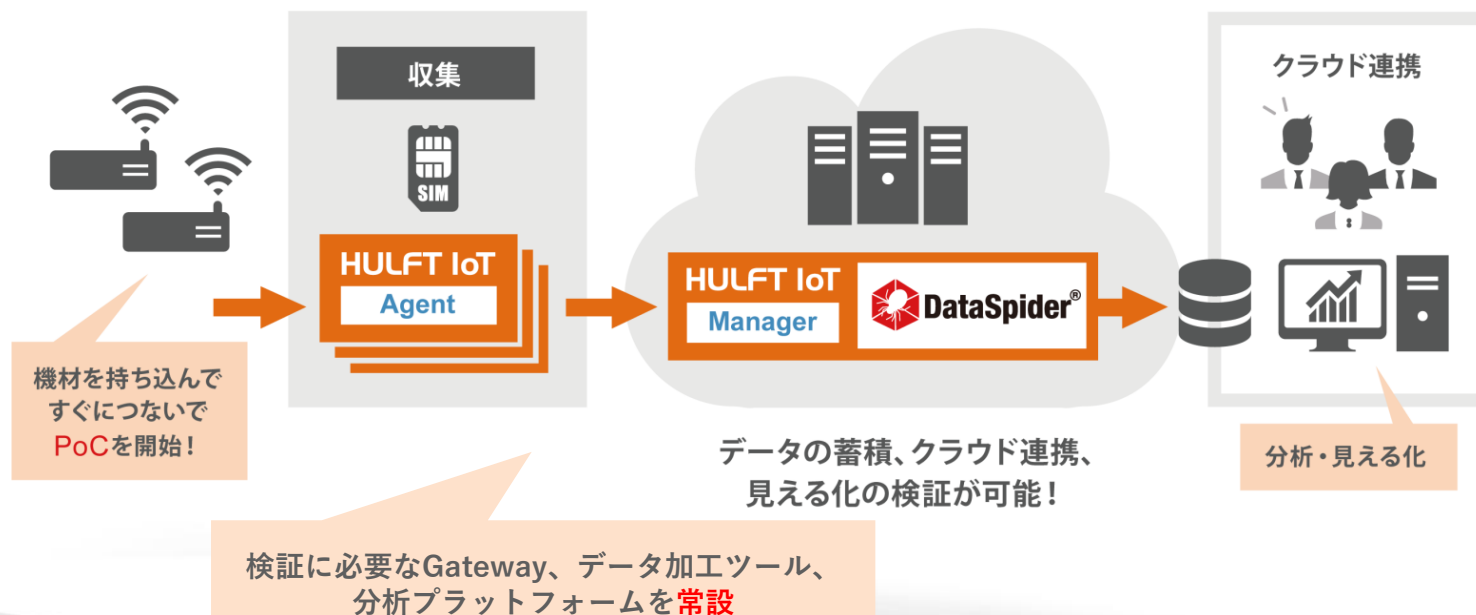 収集
SIM
HULFT IoT
Agent
機材を持ち込んで
すぐにつないで
PoCを開始！
HULFT IoT
Manager
DataSpider®
データの蓄積、クラウド連携、
見える化の検証が可能！
クラウド連携
分析・見える化
検証に必要なGateway、データ加工ツール、
分析プラットフォームを常設